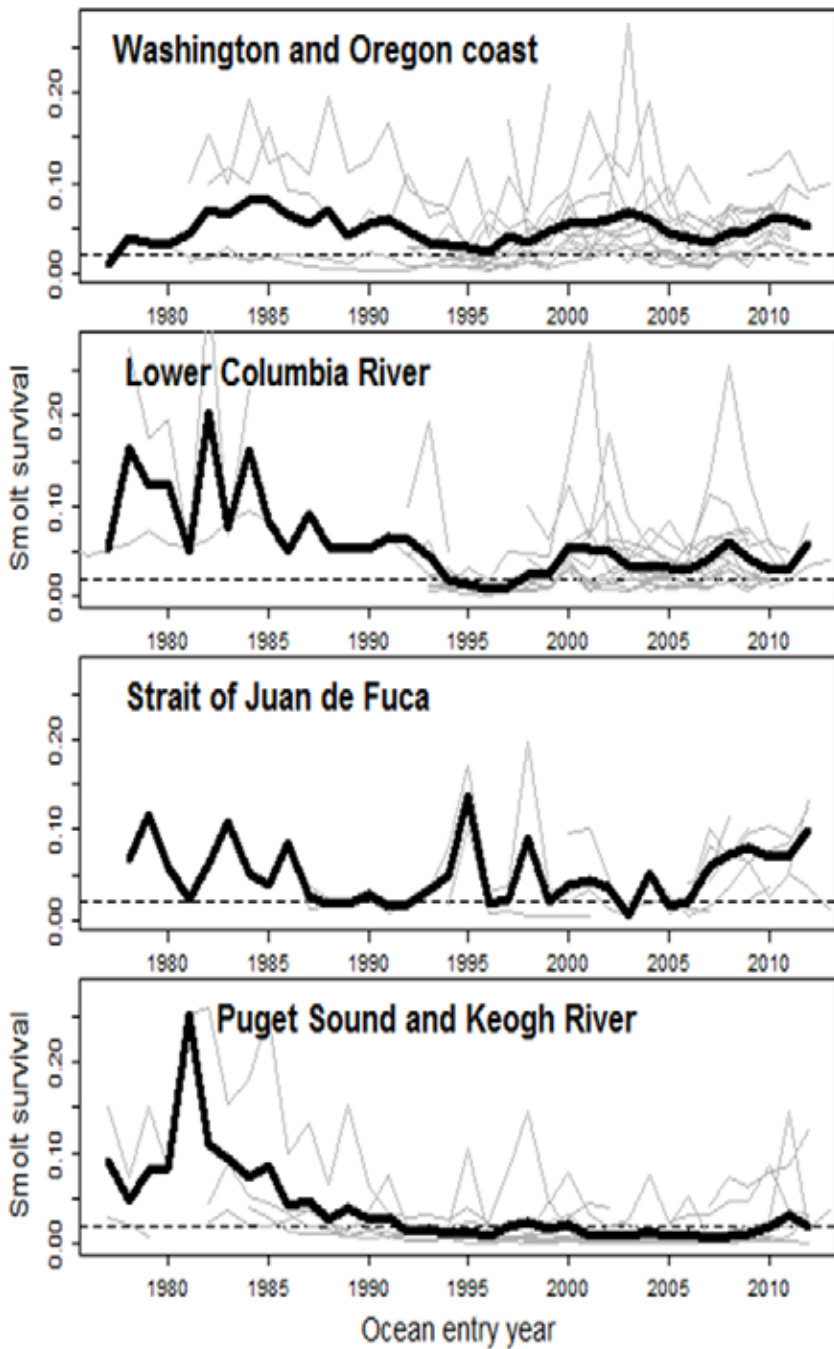 Washington and Oregon coast
0.00 0.10 0.20
1980 1985 1990 1995 2000 2005 2010
Lower Columbia River
Smolt survival
0.00 0.10 0.20
1980 1985 1990 1995 2000 2005 2010
Strait of Juan de Fuca
0.00 0.10 0.20
1980 1985 1990 1995 2000 2005 2010
Puget Sound and Keogh River
Smolt survival
0.00 0.10 0.20
1980 1985 1990 1995 2000 2005 2010
Ocean entry year